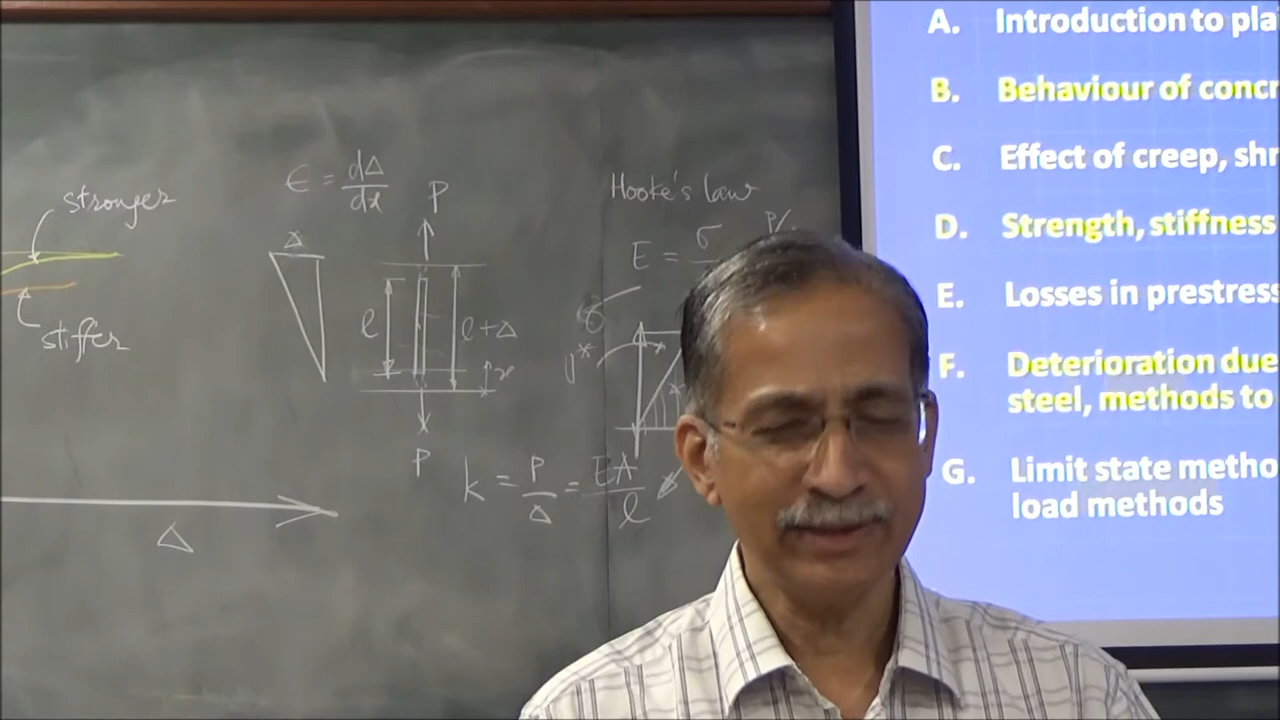 stronger
stiffer
Δ
ϵ = dΔ/dx
Δ
P
l
l+Δ
x
P
k = P/Δ = EA/l
Hooke's law
E = σ
P/
σ
A. Introduction to pla
B. Behaviour of concr
C. Effect of creep, shr
D. Strength, stiffness
E. Losses in prestress
F. Deterioration due
steel, methods to
G. Limit state metho
load methods